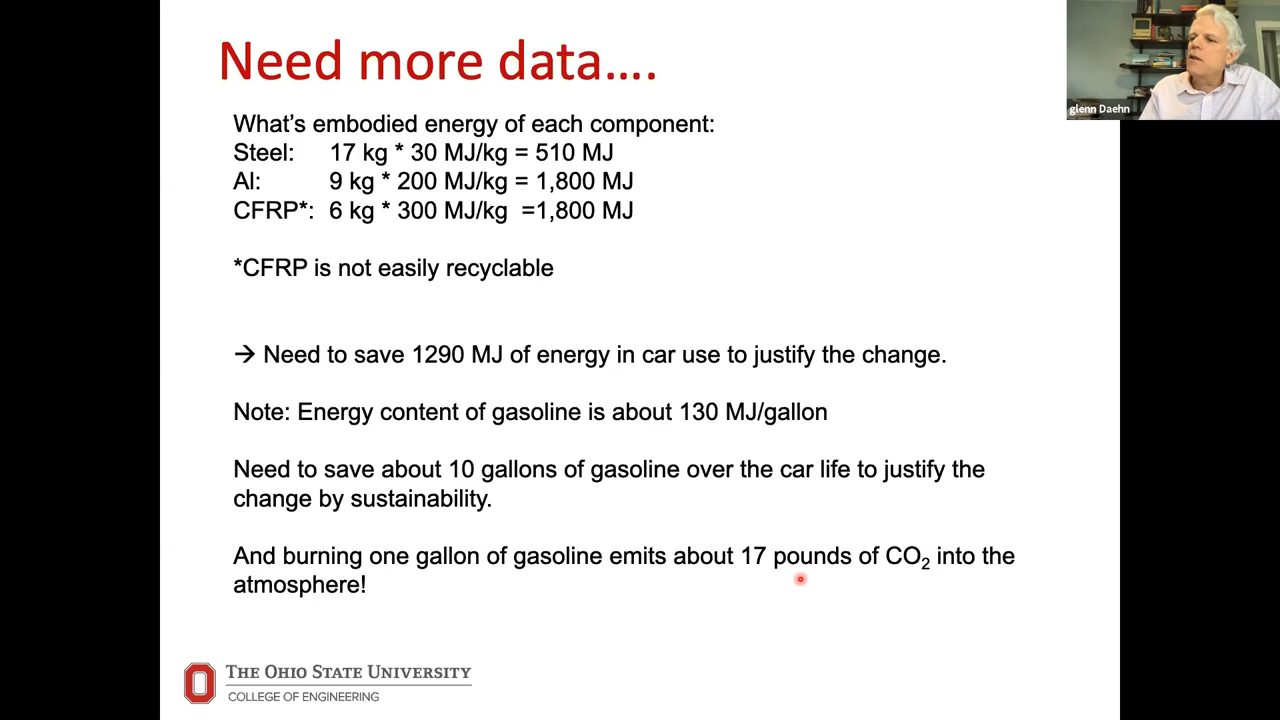 Need more data....
glenn Daehn
What's embodied energy of each component:
Steel: 17 kg * 30 MJ/kg = 510 MJ
Al: 9 kg * 200 MJ/kg = 1,800 MJ
CFRP*: 6 kg * 300 MJ/kg =1,800 MJ
*CFRP is not easily recyclable
→ Need to save 1290 MJ of energy in car use to justify the change.
Note: Energy content of gasoline is about 130 MJ/gallon
Need to save about 10 gallons of gasoline over the car life to justify the
change by sustainability.
And burning one gallon of gasoline emits about 17 pounds of CO₂ into the
atmosphere!
THE OHIO STATE UNIVERSITY
COLLEGE OF ENGINEERING